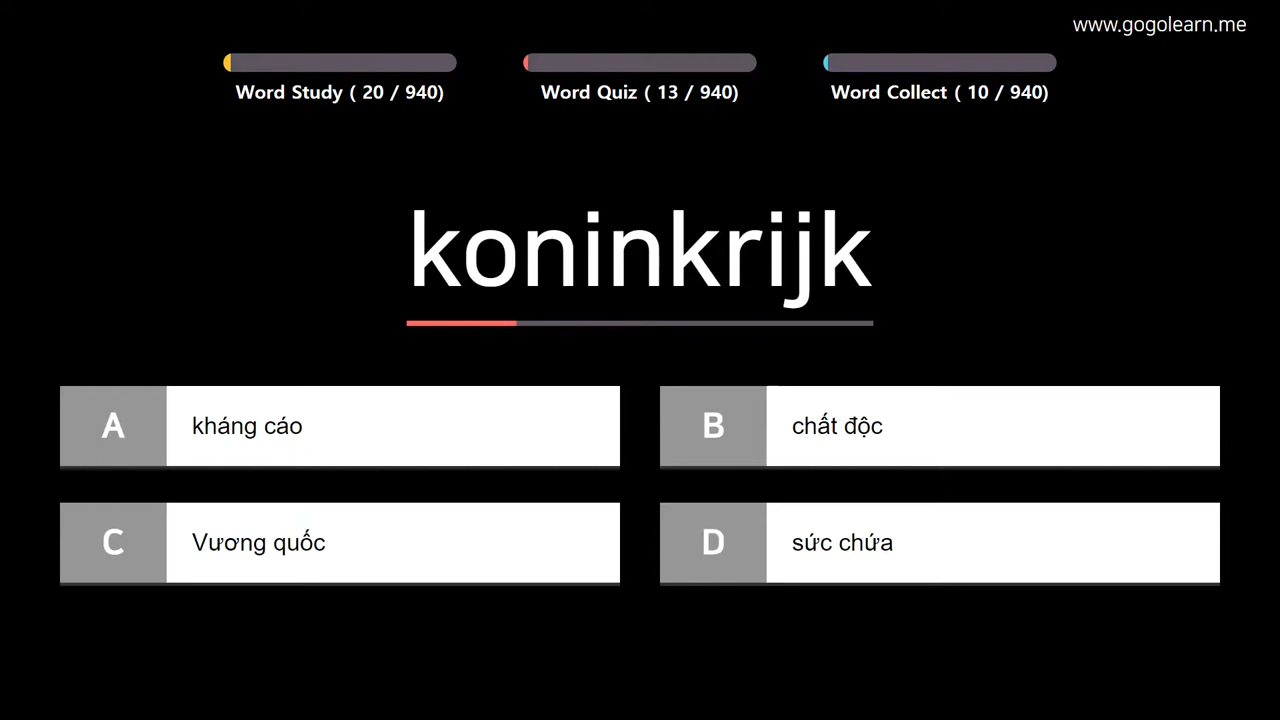 www.gogolearn.me
Word Study ( 20 / 940)
Word Quiz ( 13 / 940)
Word Collect ( 10 / 940)
koninkrijk
A kháng cáo
B chất độc
C Vương quốc
D sức chứa